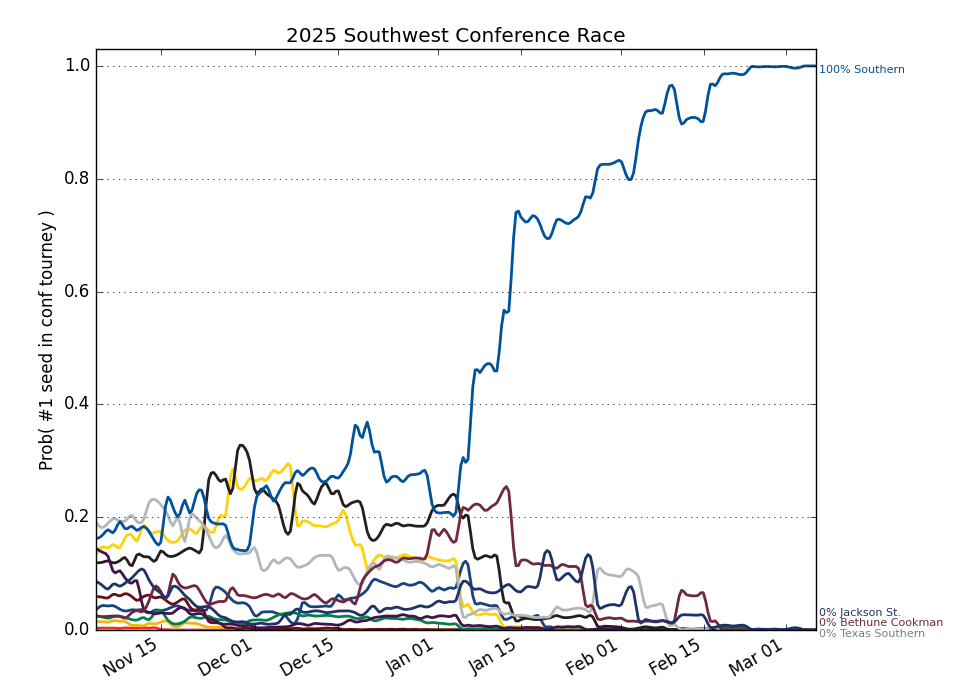 2025 Southwest Conference Race
Prob( #1 seed in conf tourney )
1.0
0.8
0.6
0.4
0.2
0.0
100% Southern
0% Jackson St.
0% Bethune Cookman
0% Texas Southern
Nov 15
Dec 01
Dec 15
Jan 01
Jan 15
Feb 01
Feb 15
Mar 01